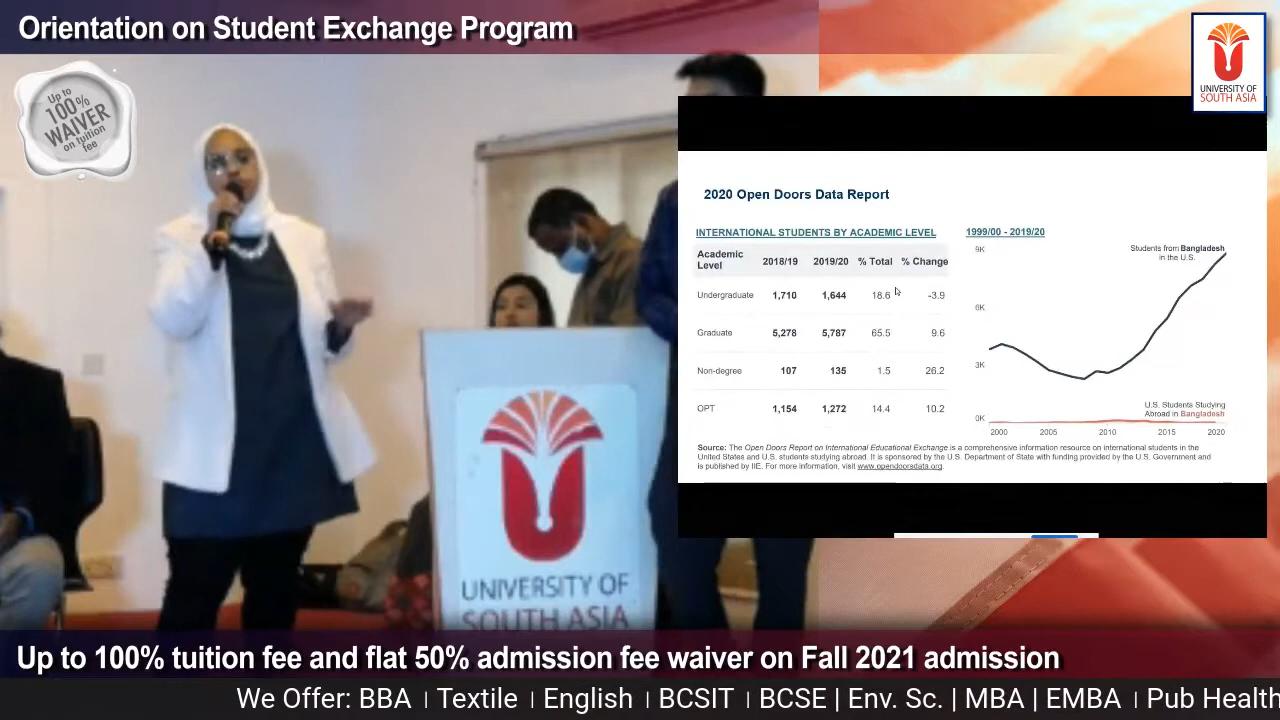 Orientation on Student Exchange Program
Up to
100%
WAIVER
on tuition
fee
UNIVERSITY OF
SOUTH ASIA
2020 Open Doors Data Report
INTERNATIONAL STUDENTS BY ACADEMIC LEVEL
Academic Level 2018/19 2019/20 % Total % Change
Undergraduate 1,710 1,644 18.6 -3.9
Graduate 5,278 5,787 65.5 9.6
Non-degree 107 135 1.5 26.2
OPT 1,154 1,272 14.4 10.2
1999/00 - 2019/20
9K
6K
3K
0K
Students from Bangladesh
in the U.S.
U.S. Students Studying
Abroad in Bangladesh
2000 2005 2010 2015 2020
Source: The Open Doors Report on International Educational Exchange is a comprehensive information resource on international students in the
United States and U.S. students studying abroad. It is sponsored by the U.S. Department of State with funding provided by the U.S. Government and
is published by IIE. For more information, visit www.opendoorsdata.org.
UNIVERSITY OF
SOUTH ASIA
Up to 100% tuition fee and flat 50% admission fee waiver on Fall 2021 admission
We Offer: BBA | Textile | English | BCSIT | BCSE | Env. Sc. | MBA | EMBA | Pub Health